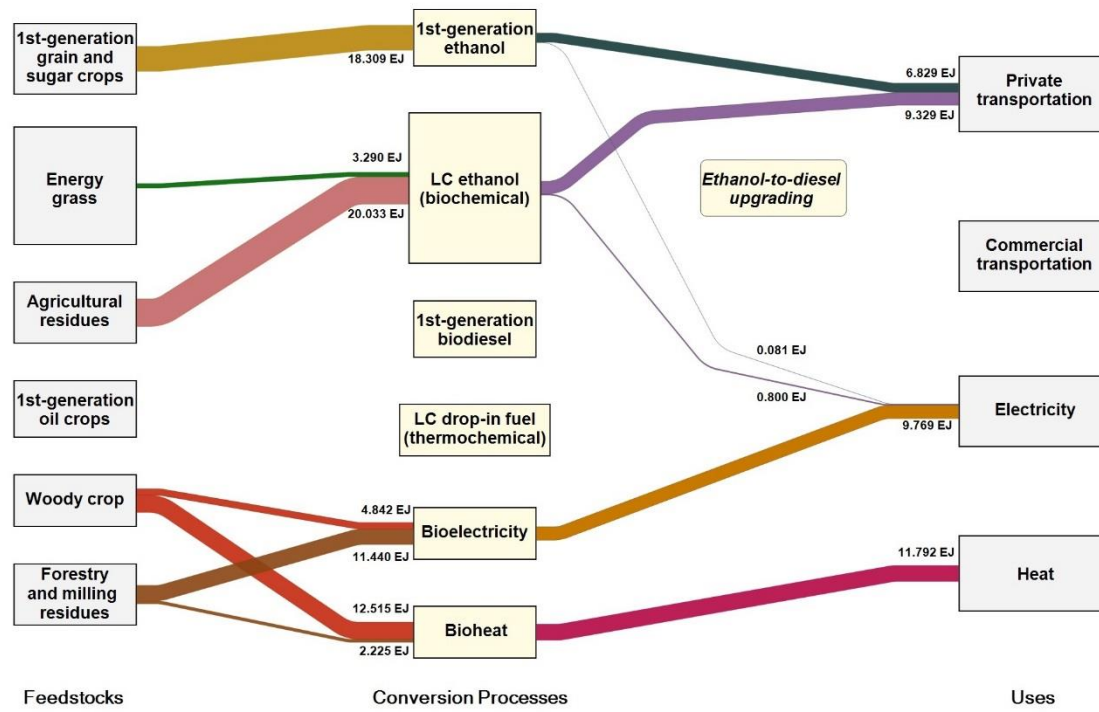 1st-generation
grain and
sugar crops
18.309 EJ
1st-generation
ethanol
6.829 EJ
Private
transportation
9.329 EJ
Energy
grass
3.290 EJ
LC ethanol
(biochemical)
20.033 EJ
Ethanol-to-diesel
upgrading
Commercial
transportation
Agricultural
residues
1st-generation
biodiesel
0.081 EJ
0.800 EJ
Electricity
9.769 EJ
1st-generation
oil crops
LC drop-in fuel
(thermochemical)
Woody crop
4.842 EJ
Bioelectricity
11.440 EJ
11.792 EJ
Heat
Forestry
and milling
residues
12.515 EJ
Bioheat
2.225 EJ
Feedstocks
Conversion Processes
Uses